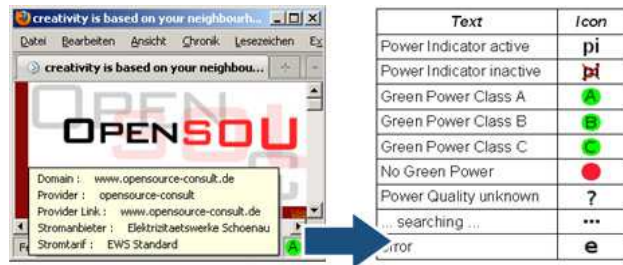 creativity is based on your neighbourh...
Datei Bearbeiten Ansicht Chronik Lesezeichen Ex
creativity is based on your neighbou...
OPEN
OPENSOU
Domain : www.opensource-consult.de
Provider : opensource-consult
Provider Link : www.opensource-consult.de
Stromanbieter : Elektrizitaetswerke Schoenau
Stromtarif : EWS Standard
A
Text Icon
Power Indicator active pi
Power Indicator inactive pi
Green Power Class A A
Green Power Class B B
Green Power Class C C
No Green Power
Power Quality unknown ?
... searching ... ...
error e